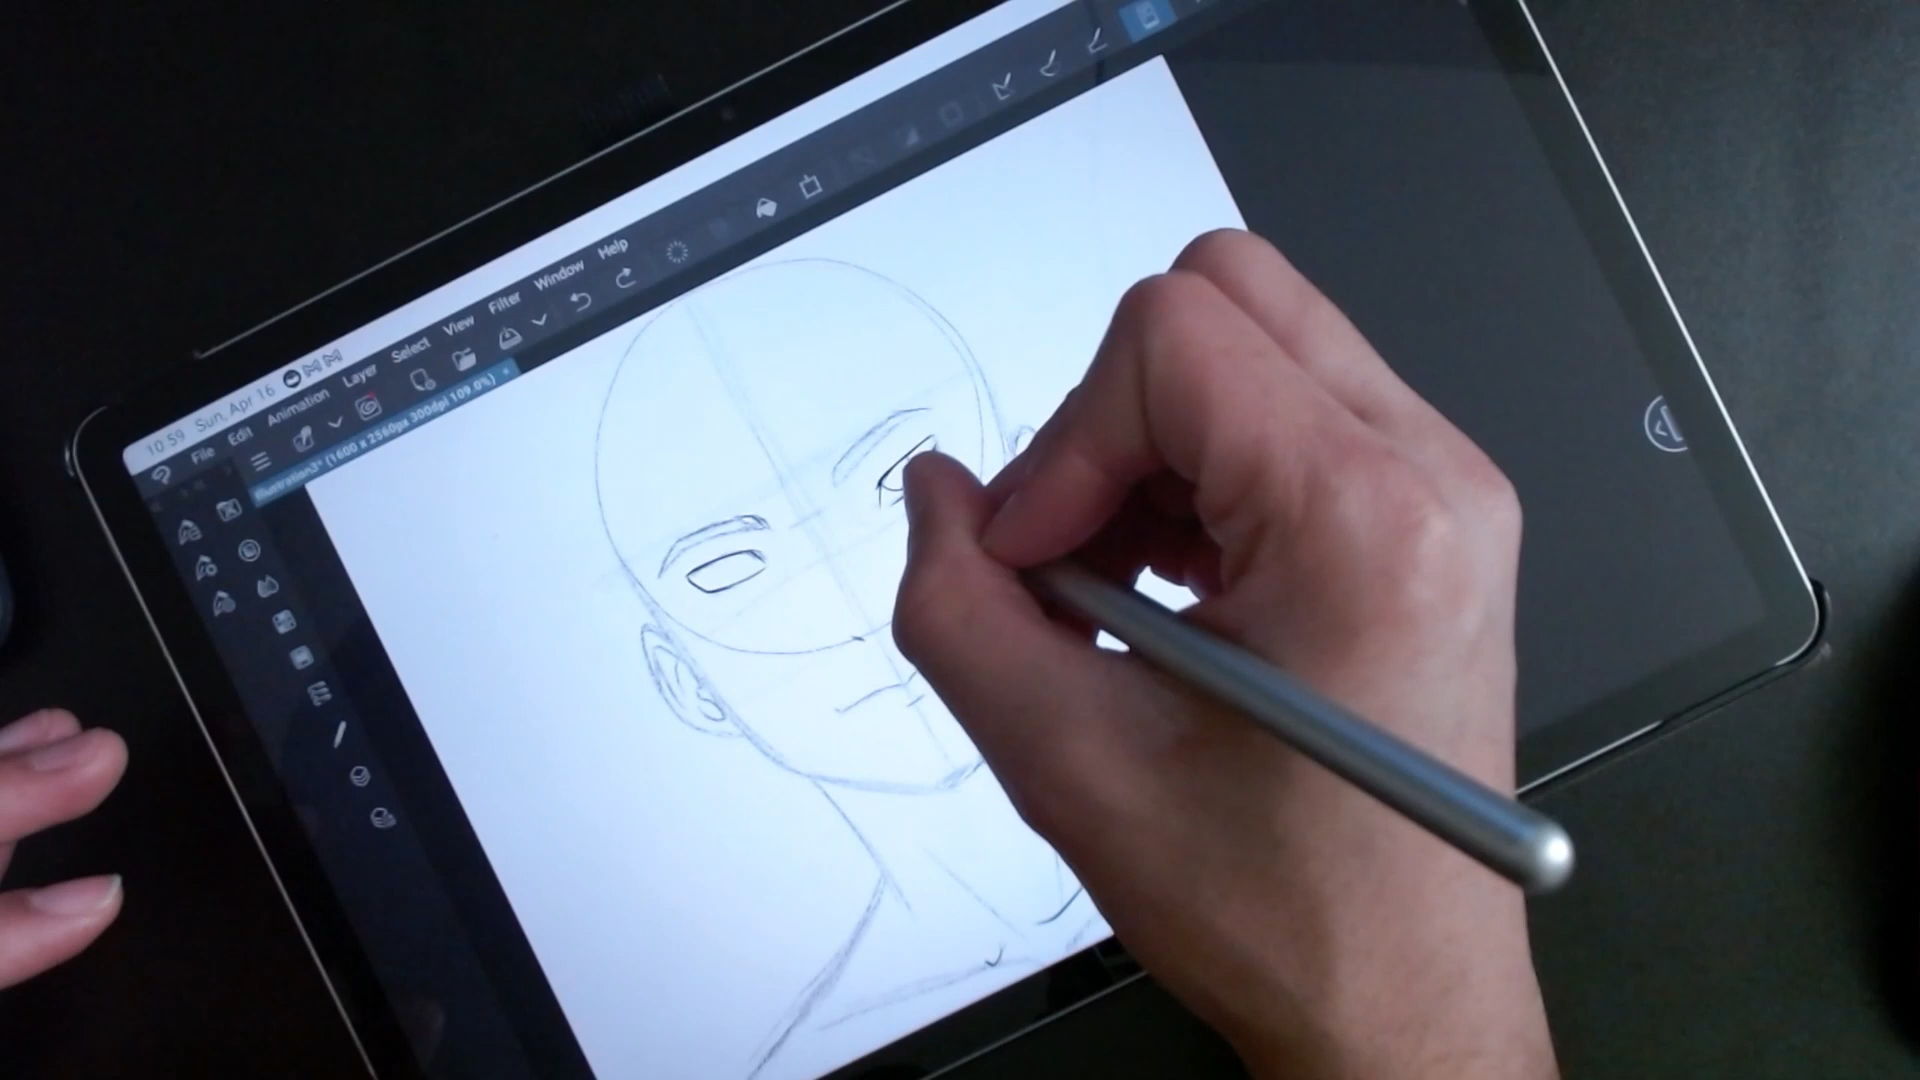 10 59 Sun, Apr 16
File Edit Animation Layer Select View Filter Window Help
Illustration3* (1600 x 2560px 300dpi 109.0%)